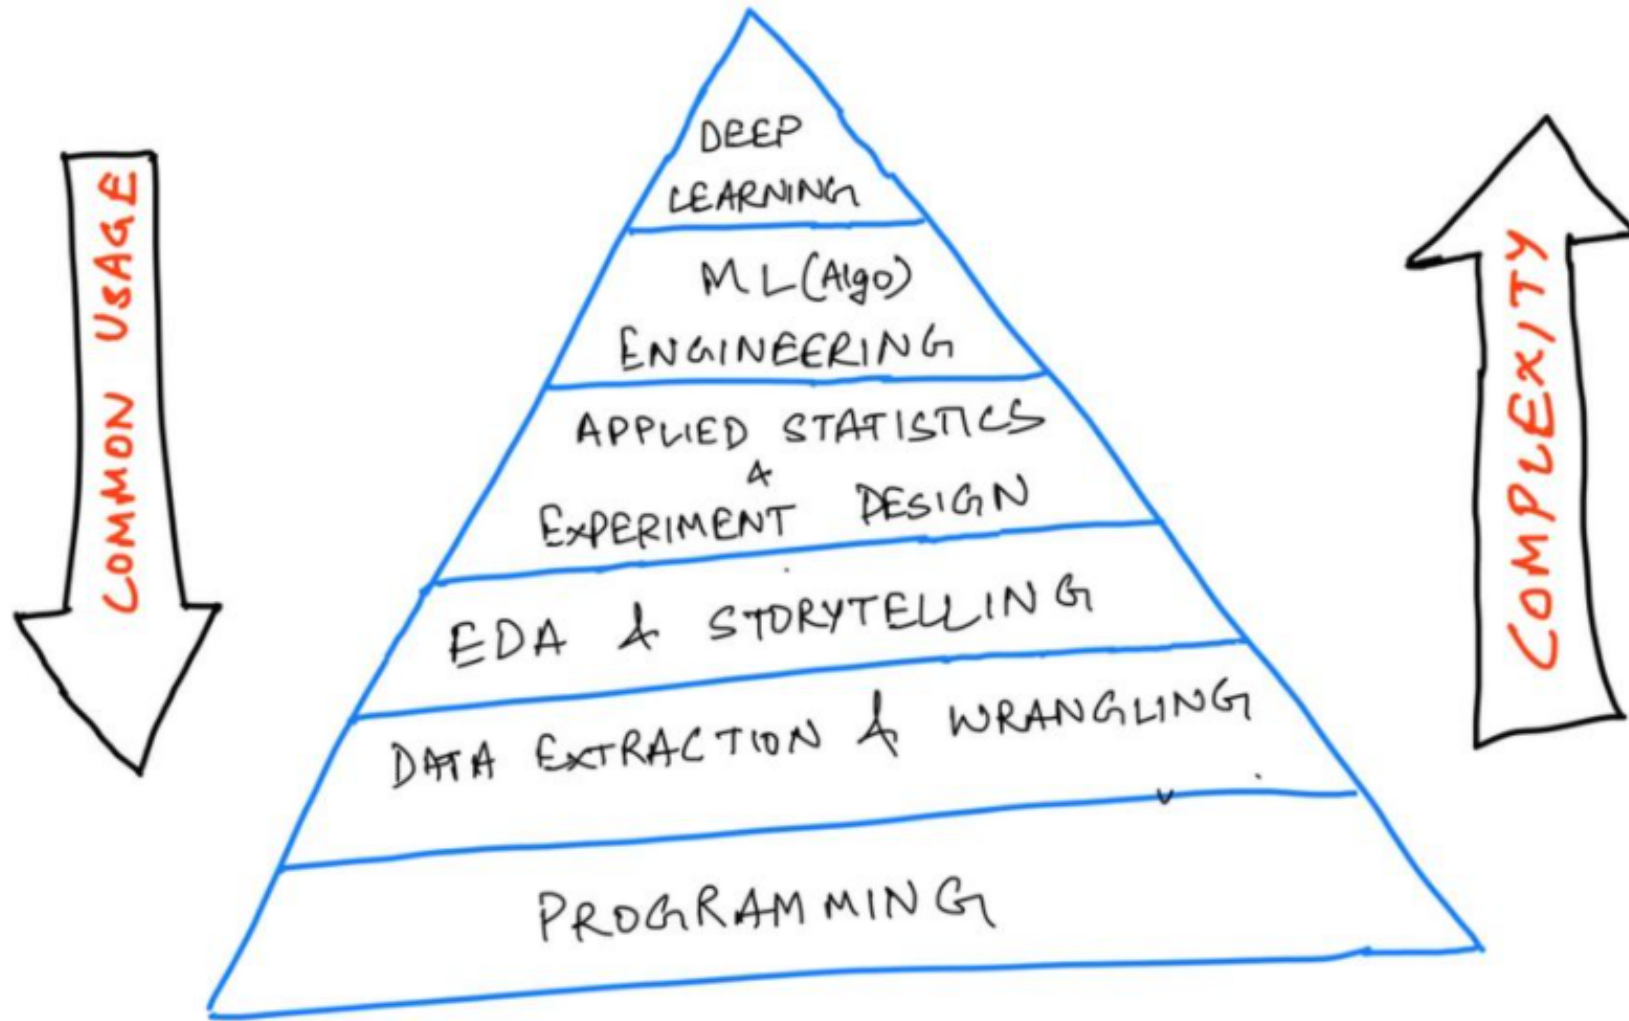 DEEP
LEARNING
ML(Algo)
ENGINEERING
APPLIED STATISTICS
&
EXPERIMENT DESIGN
EDA & STORYTELLING
DATA EXTRACTION & WRANGLING
PROGRAMMING
COMMON USAGE
COMPLEXITY